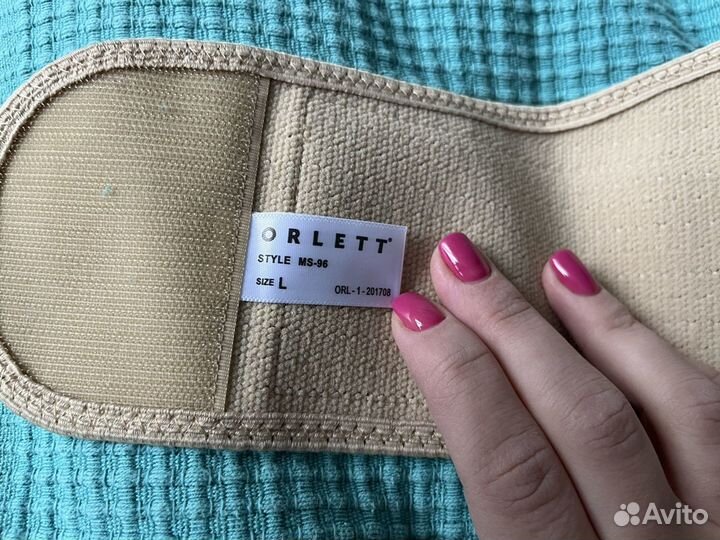 ORLETT®
STYLE MS-96
SIZE L ORL-1-201708
Avito